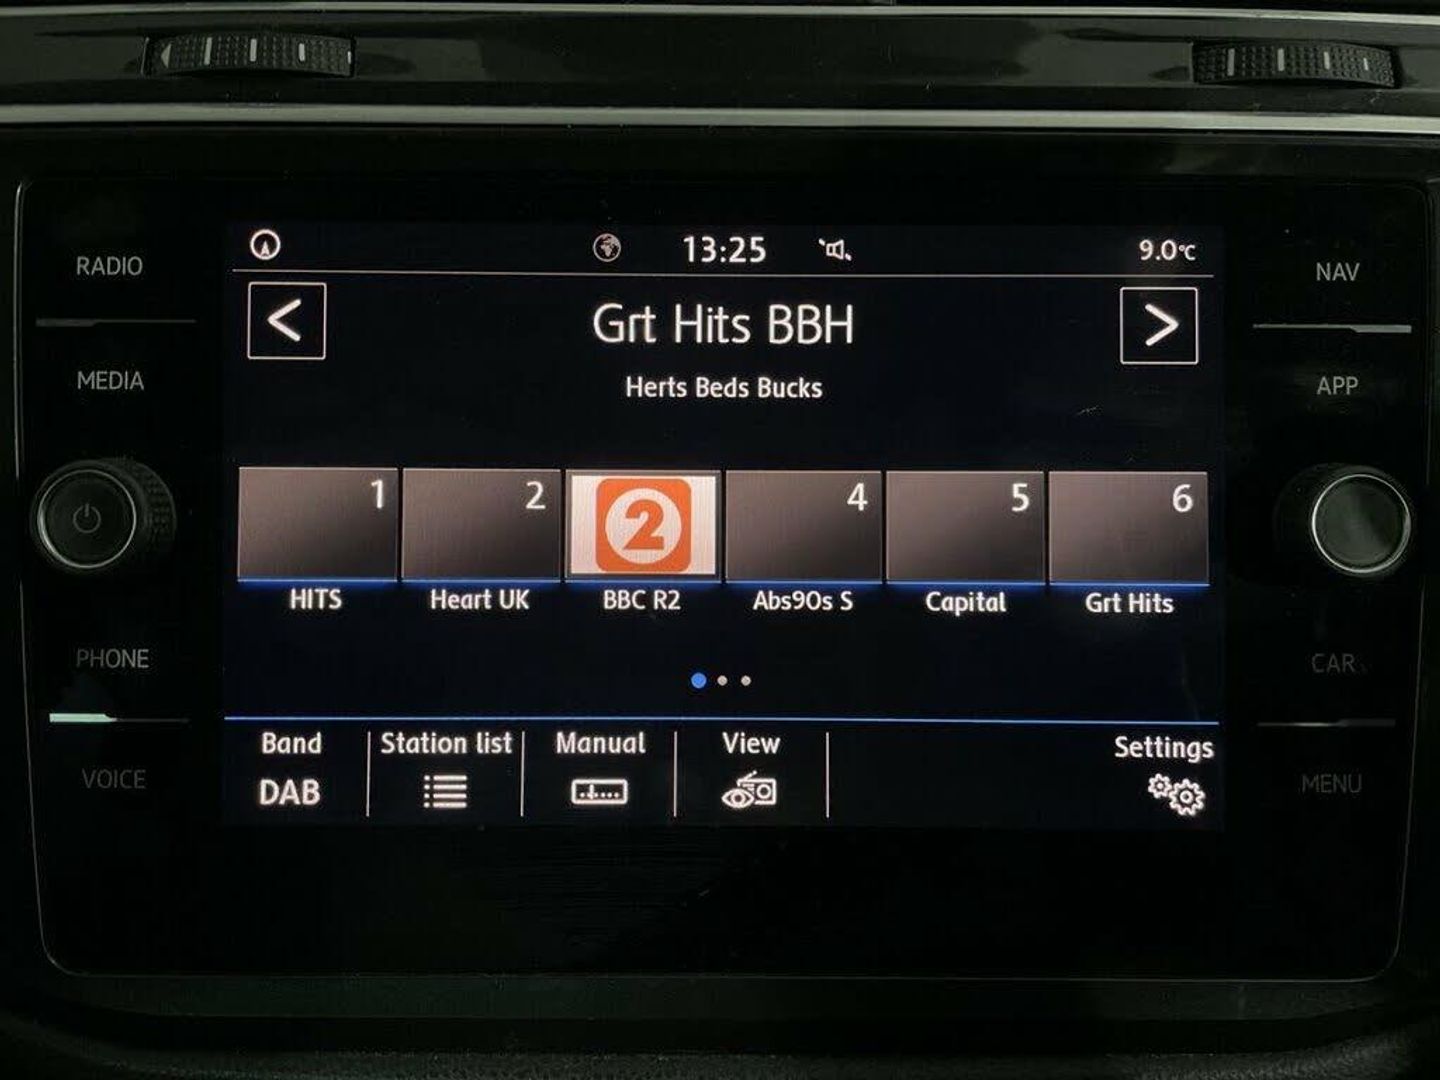 13:25
9.0°C
RADIO
NAV
< Grt Hits BBH >
Herts Beds Bucks
MEDIA
APP
1 2 2 4 5 6
HITS Heart UK BBC R2 Abs90s S Capital Grt Hits
PHONE
CAR
Band Station list Manual View Settings
DAB
VOICE
MENU